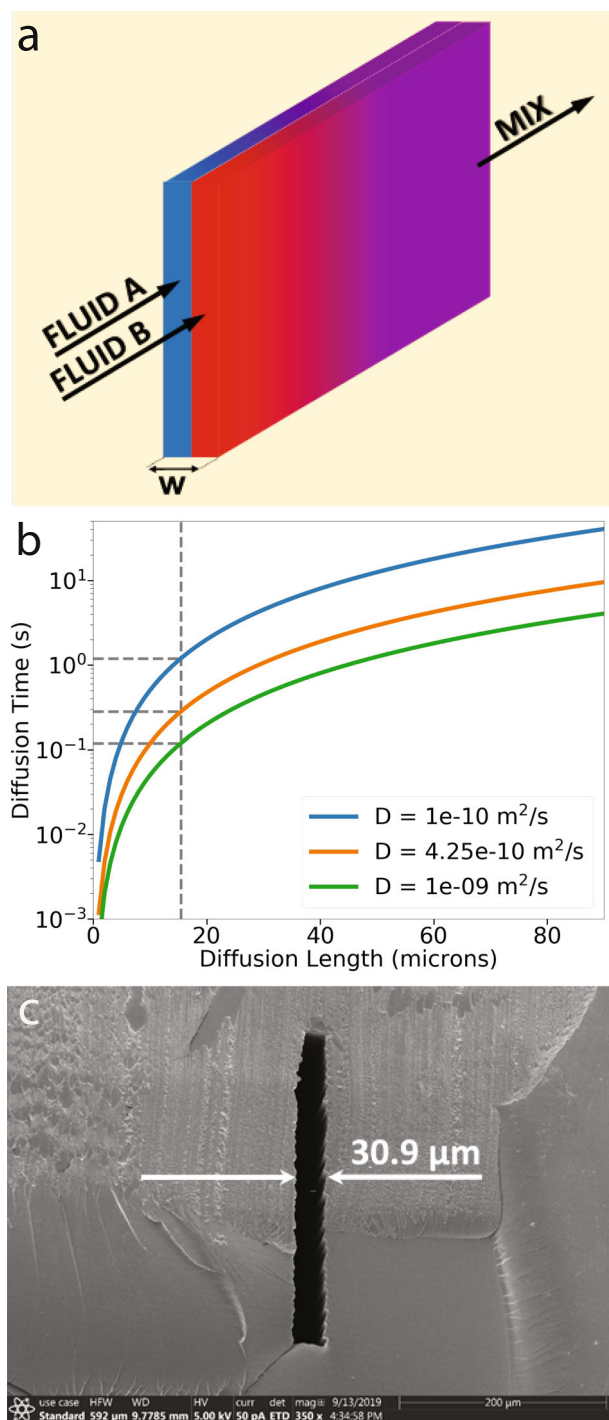 a
FLUID A
FLUID B
MIX
W
b
Diffusion Time (s)
10¹
10⁰
10⁻¹
10⁻²
10⁻³
D = 1e-10 m²/s
D = 4.25e-10 m²/s
D = 1e-09 m²/s
0 20 40 60 80
Diffusion Length (microns)
c
30.9 µm
use case HFW WD HV curr det mag 9/13/2019 200 µm
Standard 592 µm 9.7785 mm 5.00 kV 50 pA ETD 350 x 4:34:58 PM